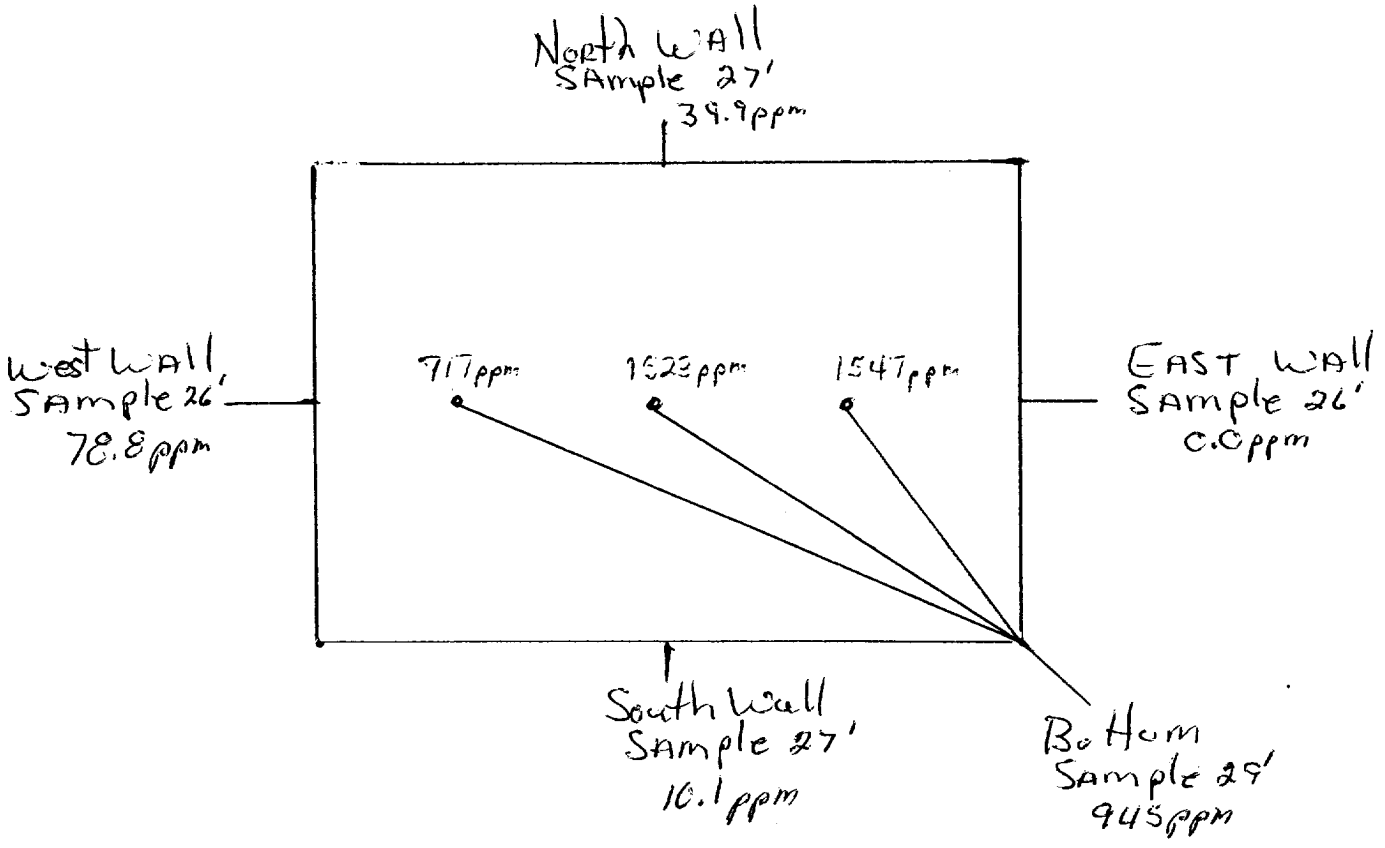 North Wall
SAmple 27'
39.9ppm
West WAll
SAmple 26'
78.8ppm
717ppm
1547ppm
EAST WAll
SAmple 26'
0.0ppm
South Wall
SAmple 27'
10.1ppm
Bottom
SAmple 29'
945ppm